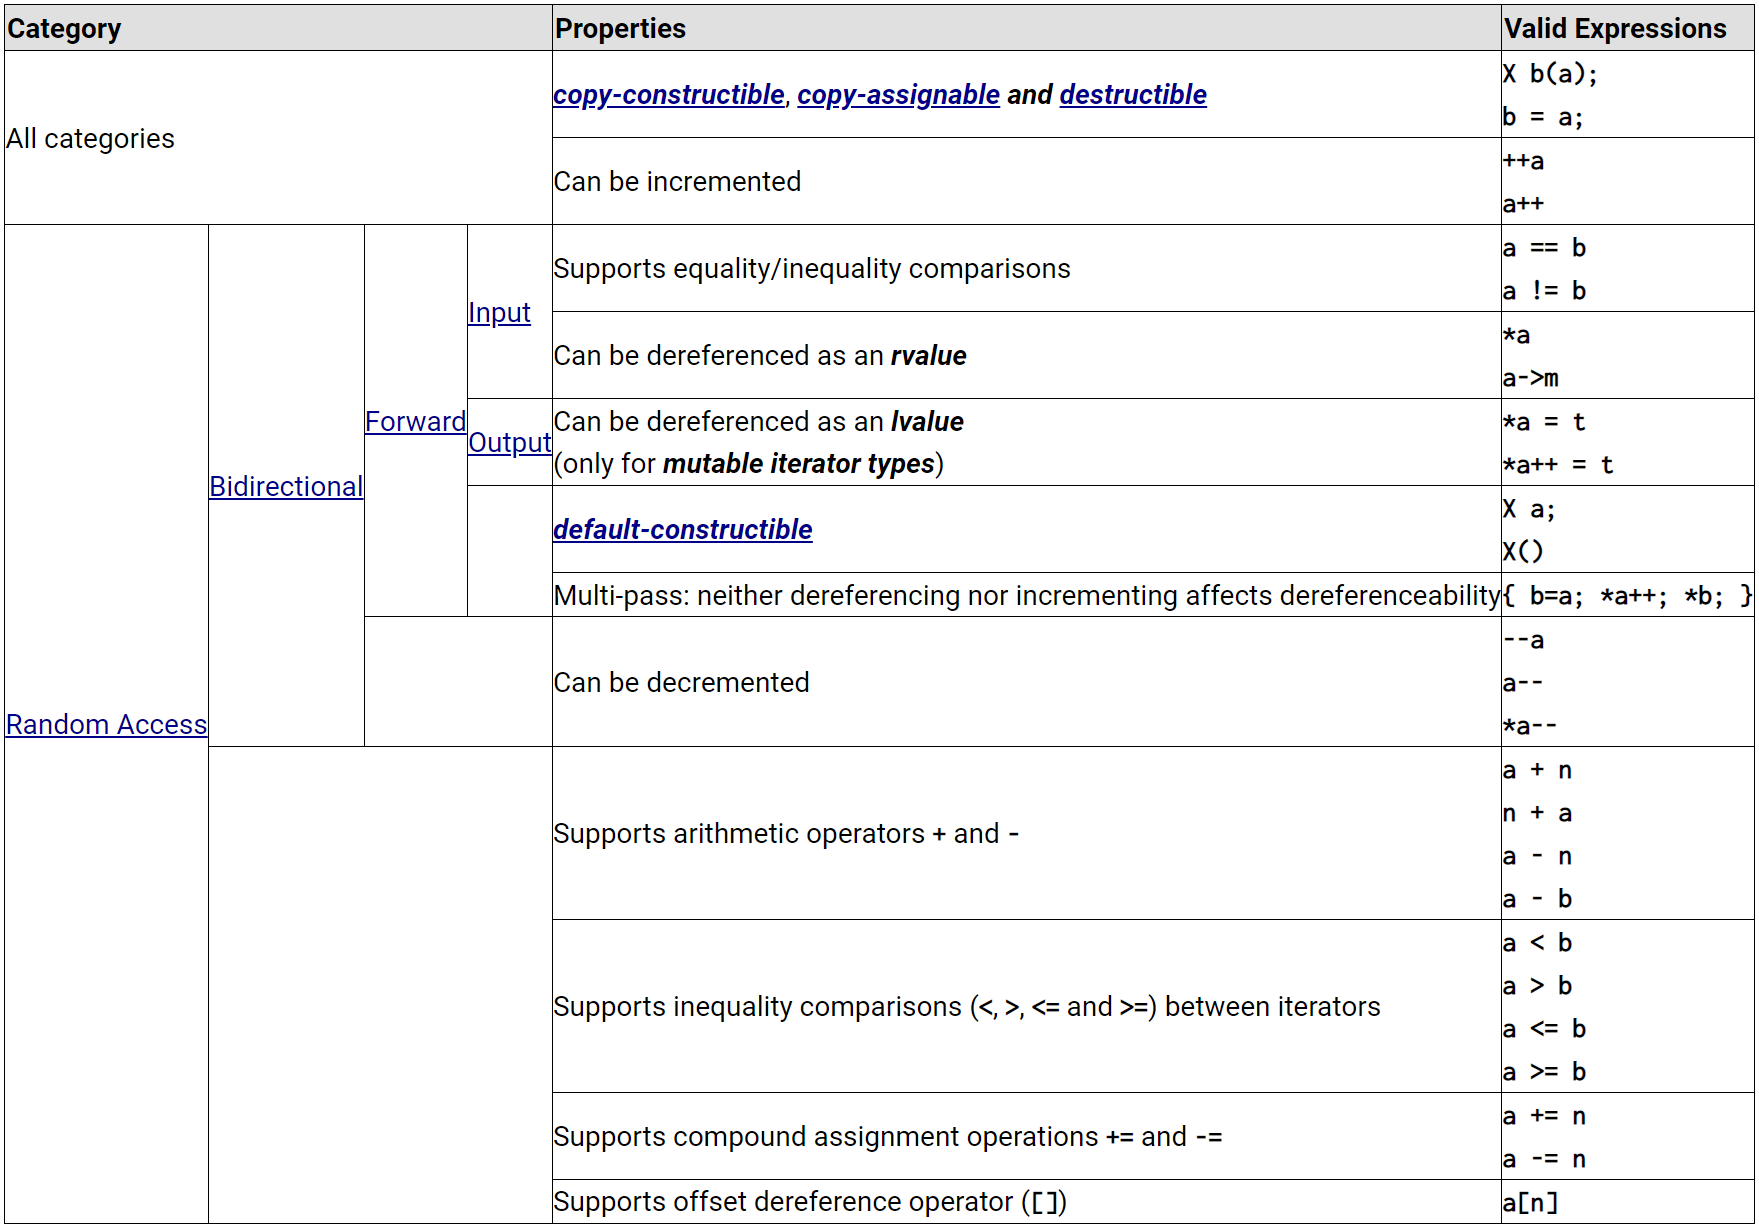 Category Properties Valid Expressions
All categories
copy-constructible, copy-assignable and destructible
X b(a);
b = a;
Can be incremented
++a
a++
Random Access
Bidirectional
Forward
Input
Supports equality/inequality comparisons
a == b
a != b
Can be dereferenced as an rvalue
*a
a->m
Output
Can be dereferenced as an lvalue
(only for mutable iterator types)
*a = t
*a++ = t
default-constructible
X a;
X()
Multi-pass: neither dereferencing nor incrementing affects dereferenceability
{ b=a; *a++; *b; }
Can be decremented
--a
a--
*a--
Supports arithmetic operators + and -
a + n
n + a
a - n
a - b
Supports inequality comparisons (<, >, <= and >=) between iterators
a < b
a > b
a <= b
a >= b
Supports compound assignment operations += and -=
a += n
a -= n
Supports offset dereference operator ([])
a[n]